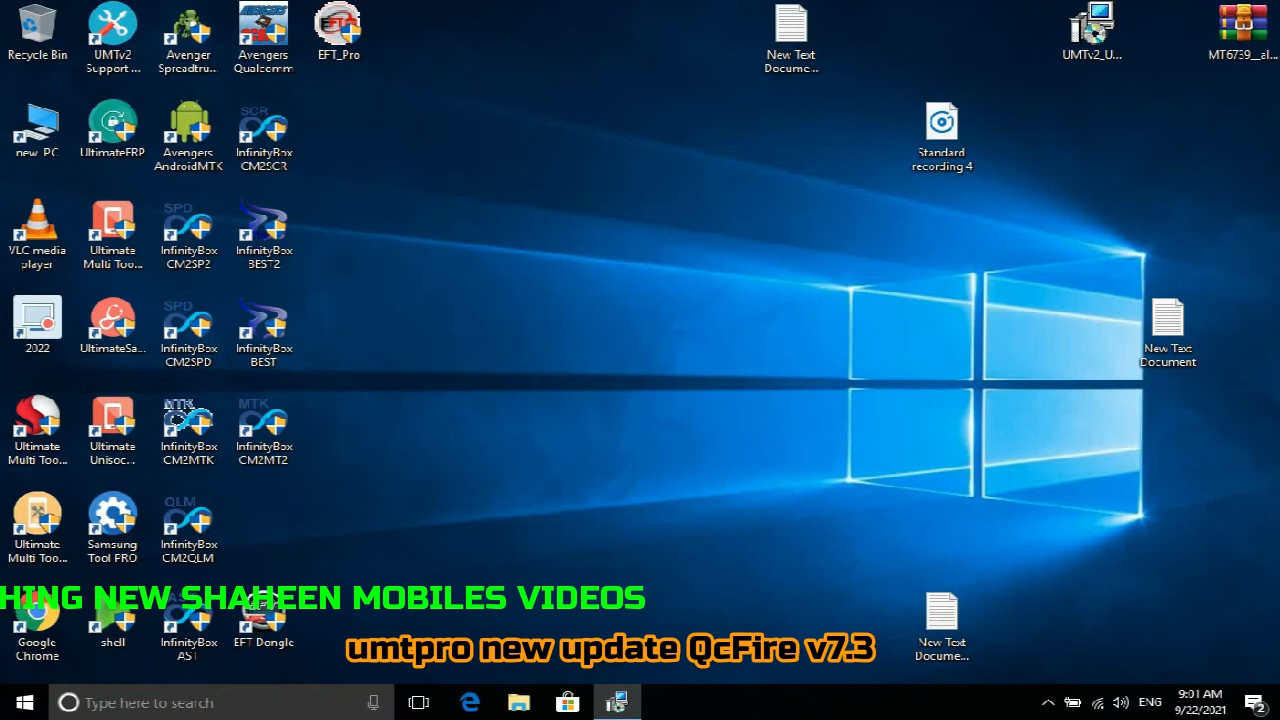 Recycle Bin
UMTv2
Support ...
Avenger
Spreadtru...
Avengers
Qualcomm
EFT_Pro
New Text
Docume...
UMTv2_U...
MT6739__al...
new_PC
UltimateFRP
Avengers
AndroidMTK
SCR
InfinityBox
CM2SCR
Standard
recording 4
VLC media
player
Ultimate
Multi Too...
SPD
InfinityBox
CM2SP2
InfinityBox
BEST2
2022
UltimateSa...
SPD
InfinityBox
CM2SPD
InfinityBox
BEST
New Text
Document
Ultimate
Multi Too...
Ultimate
Unisoc...
MTK
InfinityBox
CM2MTK
MTK
InfinityBox
CM2MT2
Ultimate
Multi Too...
Samsung
Tool PRO
QLM
InfinityBox
CM2QLM
HING NEW SHAHEEN MOBILES VIDEOS
Google
Chrome
shell
InfinityBox
AST
EFT Dongle
New Text
Docume...
umtpro new update QcFire v7.3
Type here to search
ENG
9:01 AM
9/22/2021
2